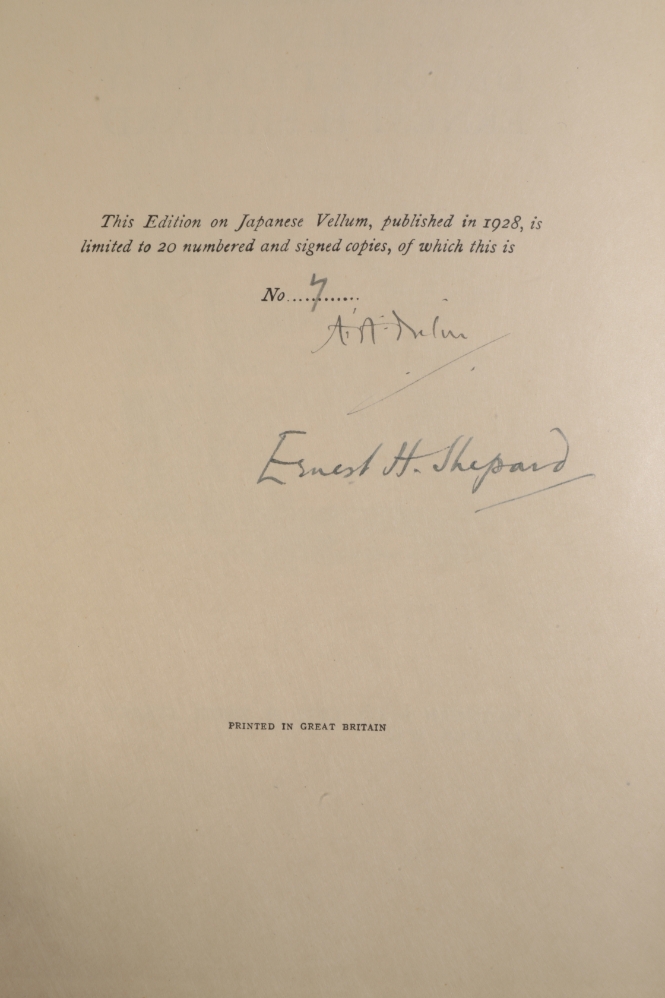 This Edition on Japanese Vellum, published in 1928, is
limited to 20 numbered and signed copies, of which this is
No....7........
A. A. Milne
Ernest H. Shepard
PRINTED IN GREAT BRITAIN